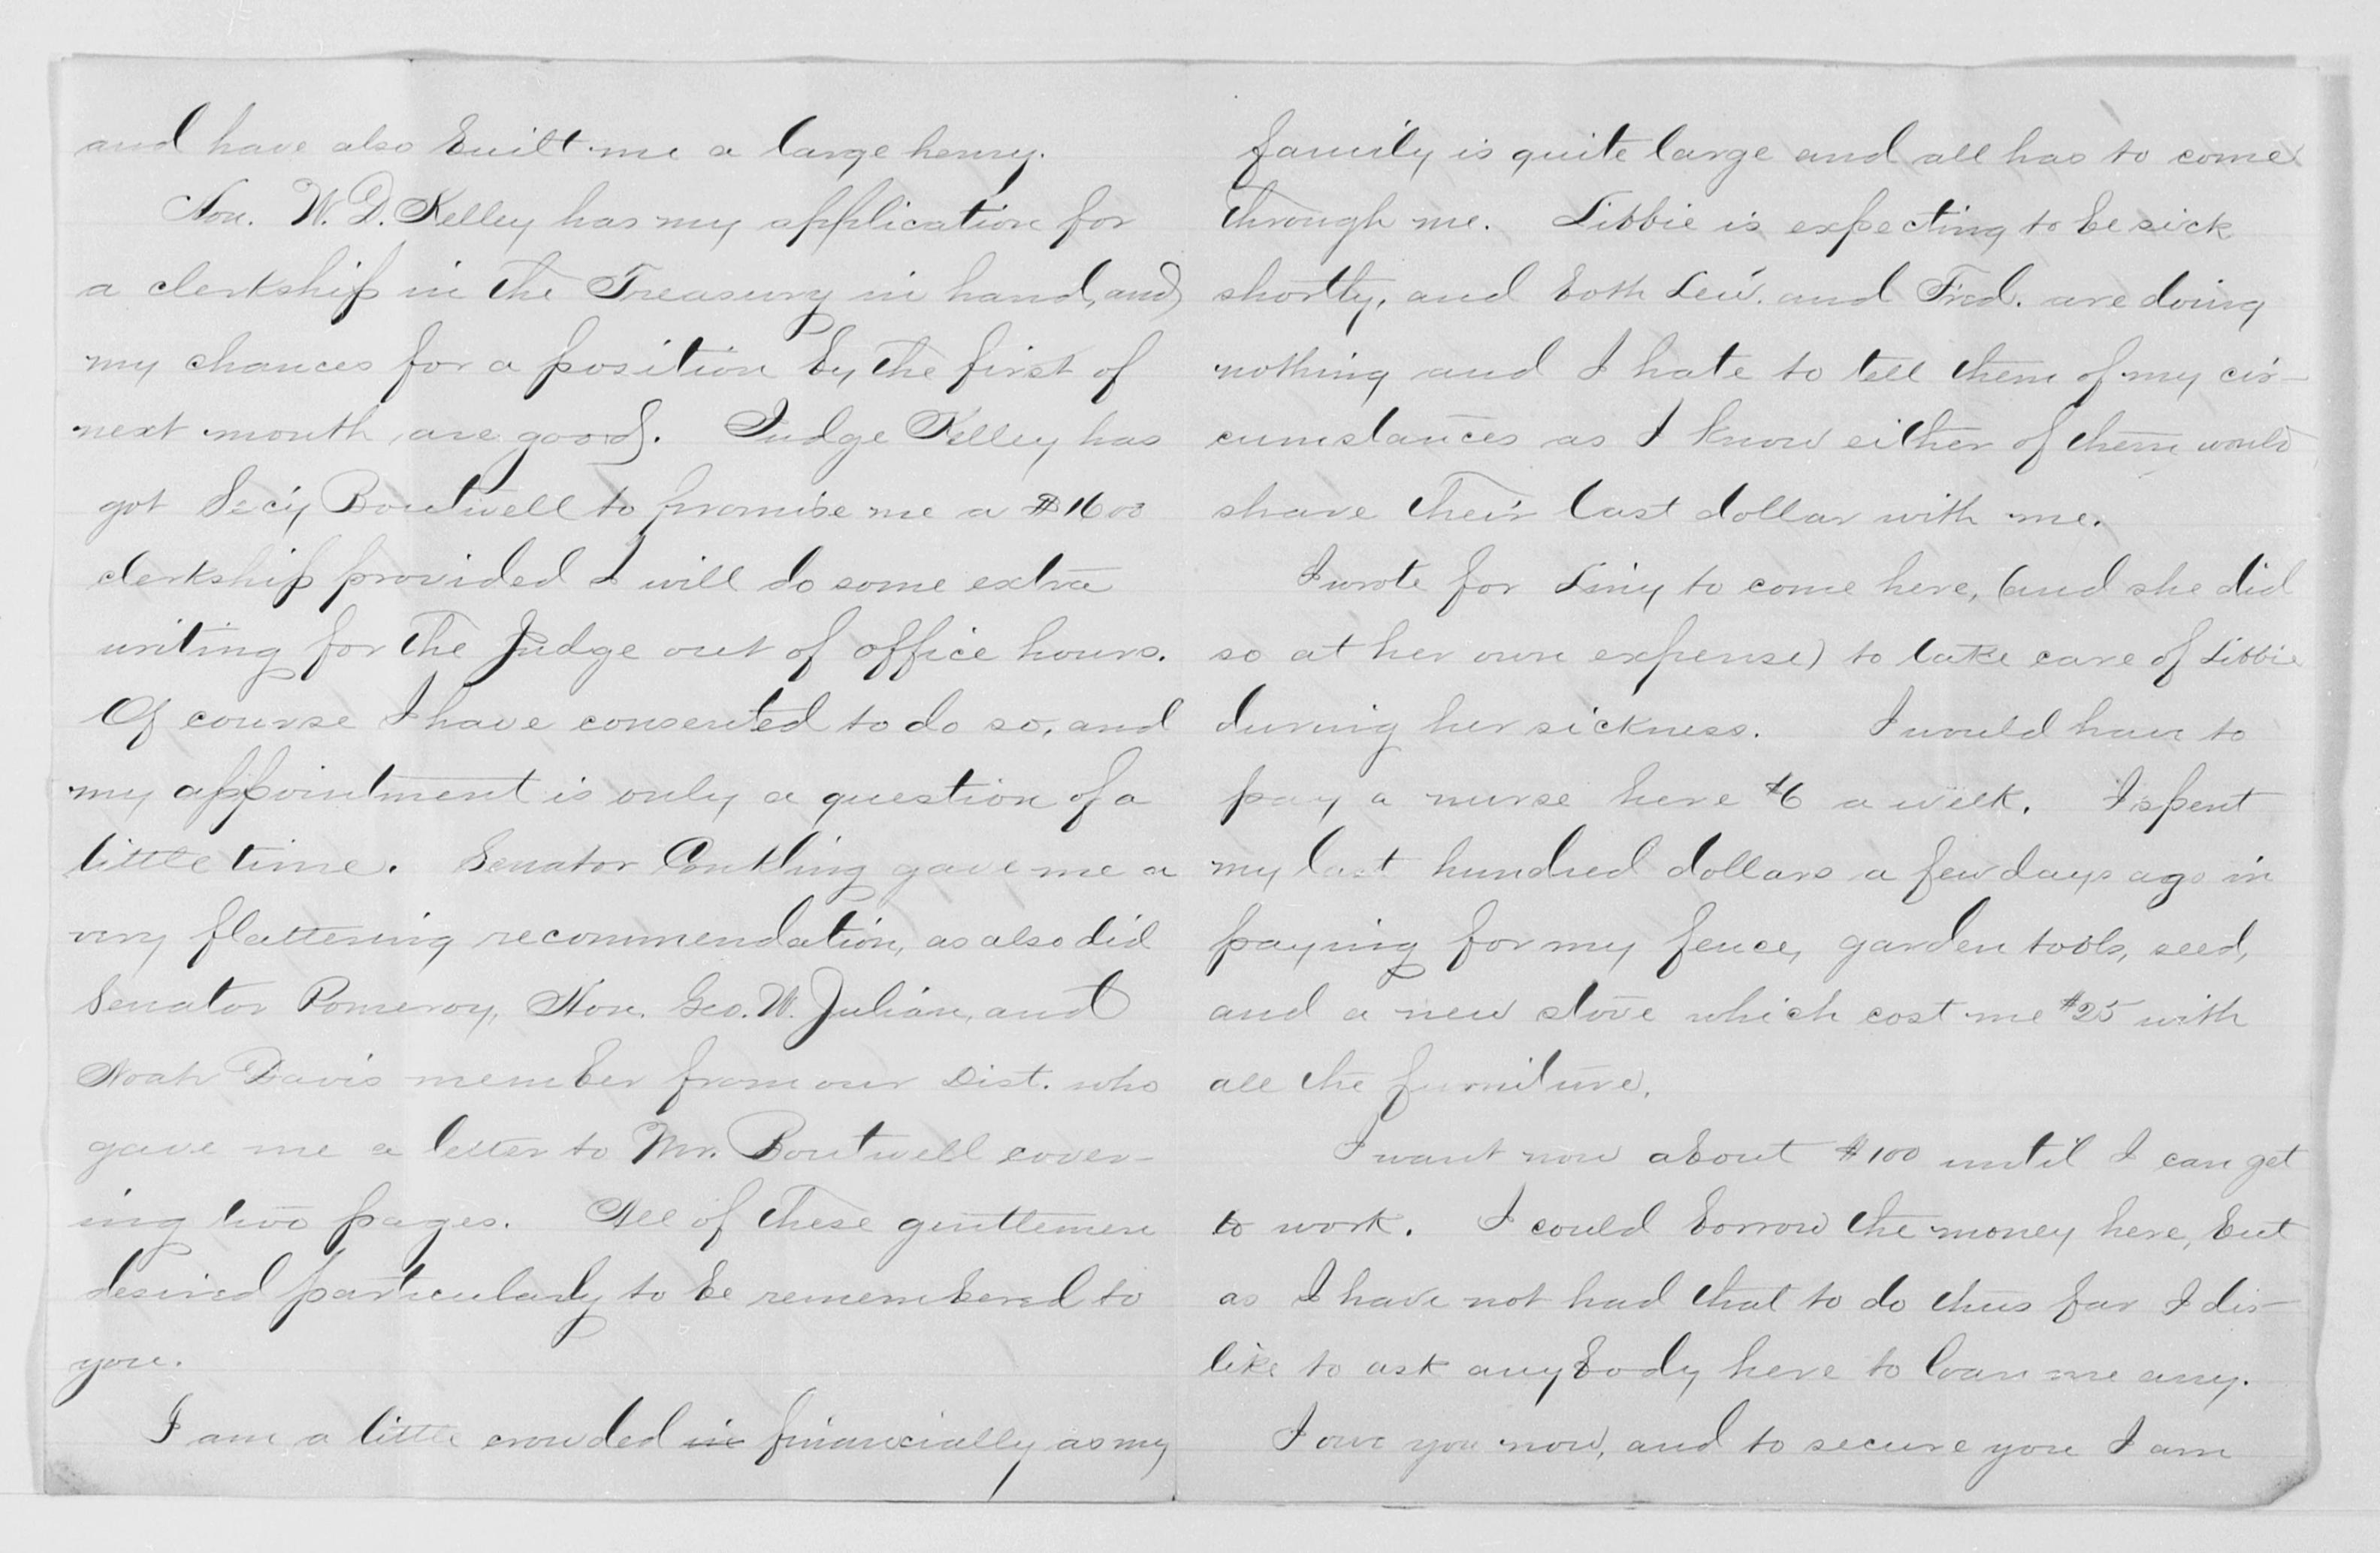 and have also built me a large henry.
Hon. W. D. Kelley has my application for
a clerkship in the Treasury in hand, and
my chances for a position by the first of
next month, are good. Judge Kelley has
got Secy Boutwell to promise me a $1600
clerkship provided I will do some extra
writing for the Judge out of office hours.
Of course I have consented to do so, and
my appointment is only a question of a
little time. Senator Conkling gave me a
very flattering recommendation, as also did
Senator Pomeroy, Hon. Geo. W. Julian, and
Noah Davis member from our Dist. who
gave me a letter to Mr. Boutwell cover-
ing two pages. All of these gentlemen
desired particularly to be remembered to
you.
I am a little crowded in financially as my
family is quite large and all has to come
through me. Libbie is expecting to be sick
shortly, and both Lew. and Fred. are doing
nothing and I hate to tell them of my cir-
cumstances as I know either of them would
share their last dollar with me.
I wrote for Liny to come here, (and she did
so at her own expense) to take care of Libbie
during her sickness. I would have to
pay a nurse here $6 a week. I spent
my last hundred dollars a few days ago in
paying for my fence, garden tools, seed,
and a new stove which cost me $25 with
all the furniture.
I want now about $100 until I can get
to work. I could borrow the money here, but
as I have not had that to do thus far I dis-
like to ask anybody here to loan me any.
I owe you now, and to secure you I am